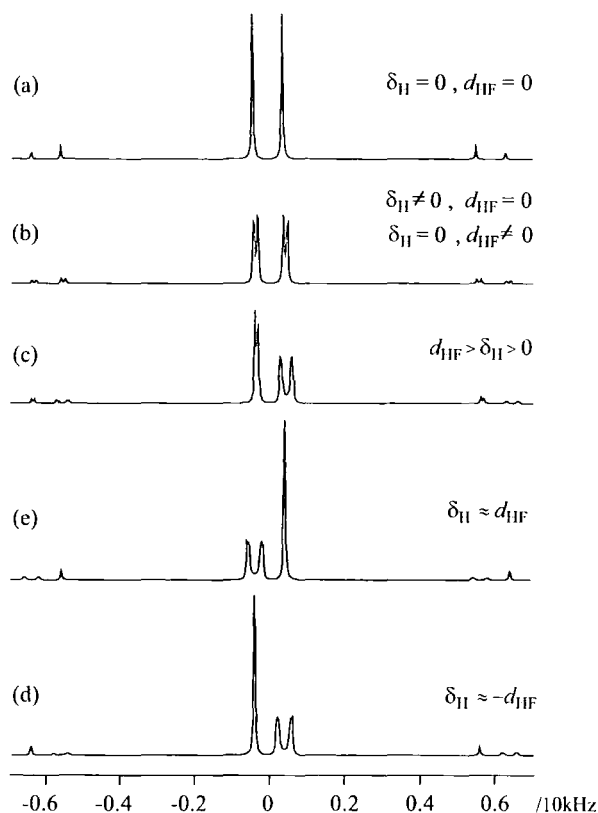 (a)
δH = 0 , dHF = 0
δH ≠ 0 , dHF = 0
(b)
δH = 0 , dHF ≠ 0
(c)
dHF > δH > 0
(e)
δH ≈ dHF
(d)
δH ≈ -dHF
-0.6 -0.4 -0.2 0 0.2 0.4 0.6 /10kHz